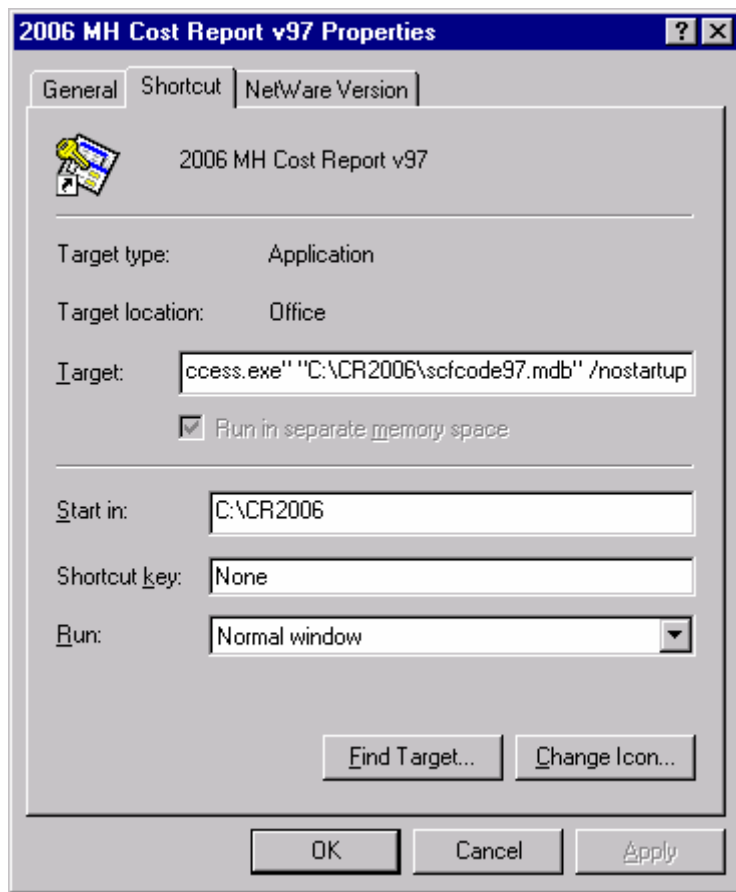 2006 MH Cost Report v97 Properties
General Shortcut NetWare Version
2006 MH Cost Report v97
Target type: Application
Target location: Office
Target: ccess.exe" "C:\CR2006\scfcode97.mdb" /nostartup
Run in separate memory space
Start in: C:\CR2006
Shortcut key: None
Run: Normal window
Find Target... Change Icon...
OK Cancel Apply